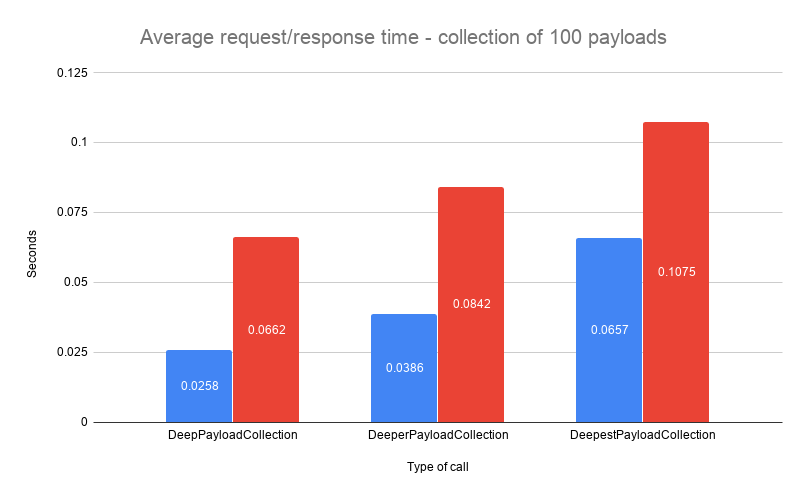 Average request/response time - collection of 100 payloads
0.125
0.1
0.075
0.05
0.025
0
Seconds
0.0258
0.0662
0.0386
0.0842
0.0657
0.1075
DeepPayloadCollection
DeeperPayloadCollection
DeepestPayloadCollection
Type of call